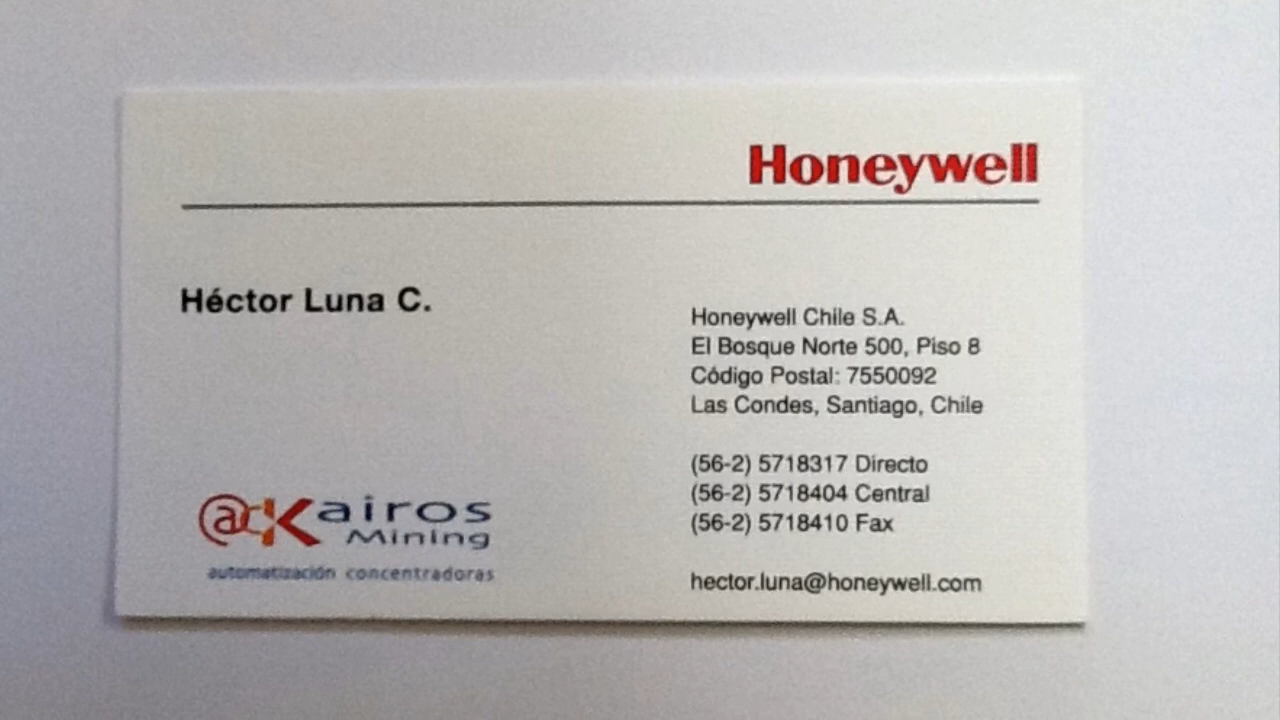 Honeywell
Héctor Luna C.
Honeywell Chile S.A.
El Bosque Norte 500, Piso 8
Código Postal: 7550092
Las Condes, Santiago, Chile
(56-2) 5718317 Directo
(56-2) 5718404 Central
(56-2) 5718410 Fax
hector.luna@honeywell.com
@cKairos
Mining
automatización concentradoras